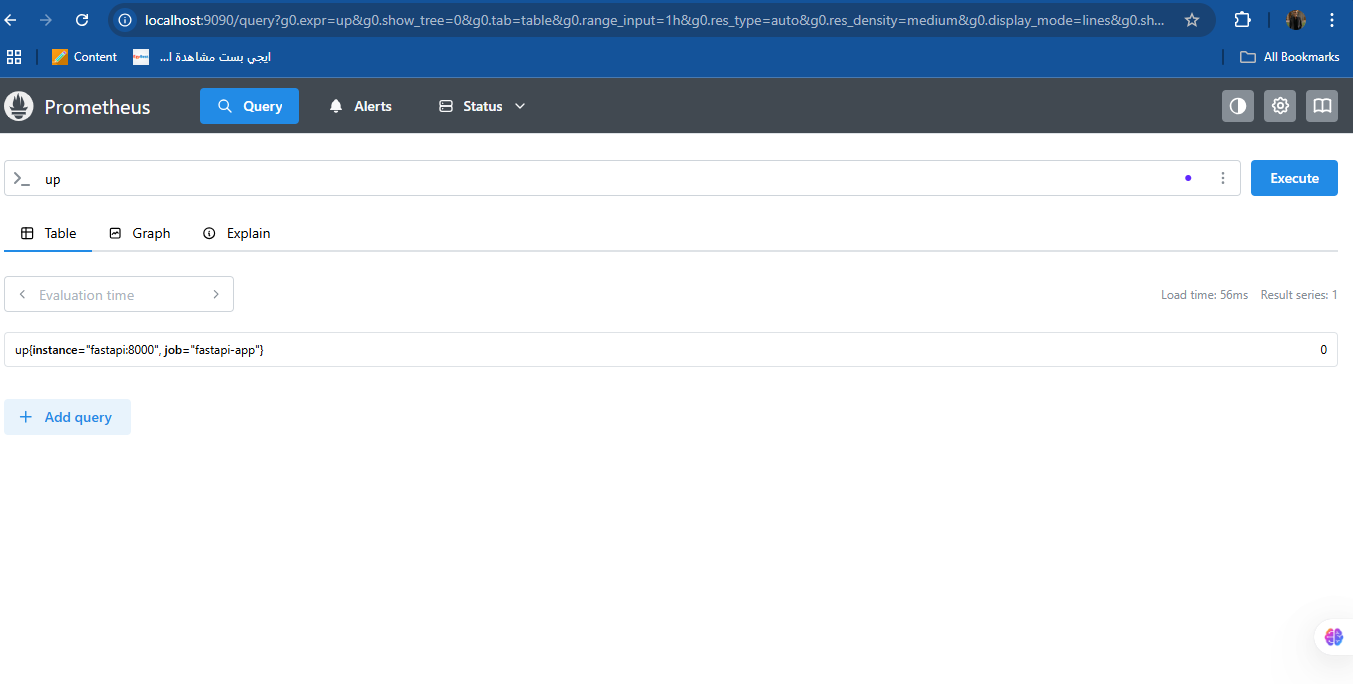 localhost:9090/query?g0.expr=up&g0.show_tree=0&g0.tab=table&g0.range_input=1h&g0.res_type=auto&g0.res_density=medium&g0.display_mode=lines&g0.sh...
Content
ايجي بست مشاهدة ا...
All Bookmarks
Prometheus
Query
Alerts
Status
>_ up
Execute
Table
Graph
Explain
Evaluation time
Load time: 56ms Result series: 1
up{instance="fastapi:8000", job="fastapi-app"} 0
+ Add query